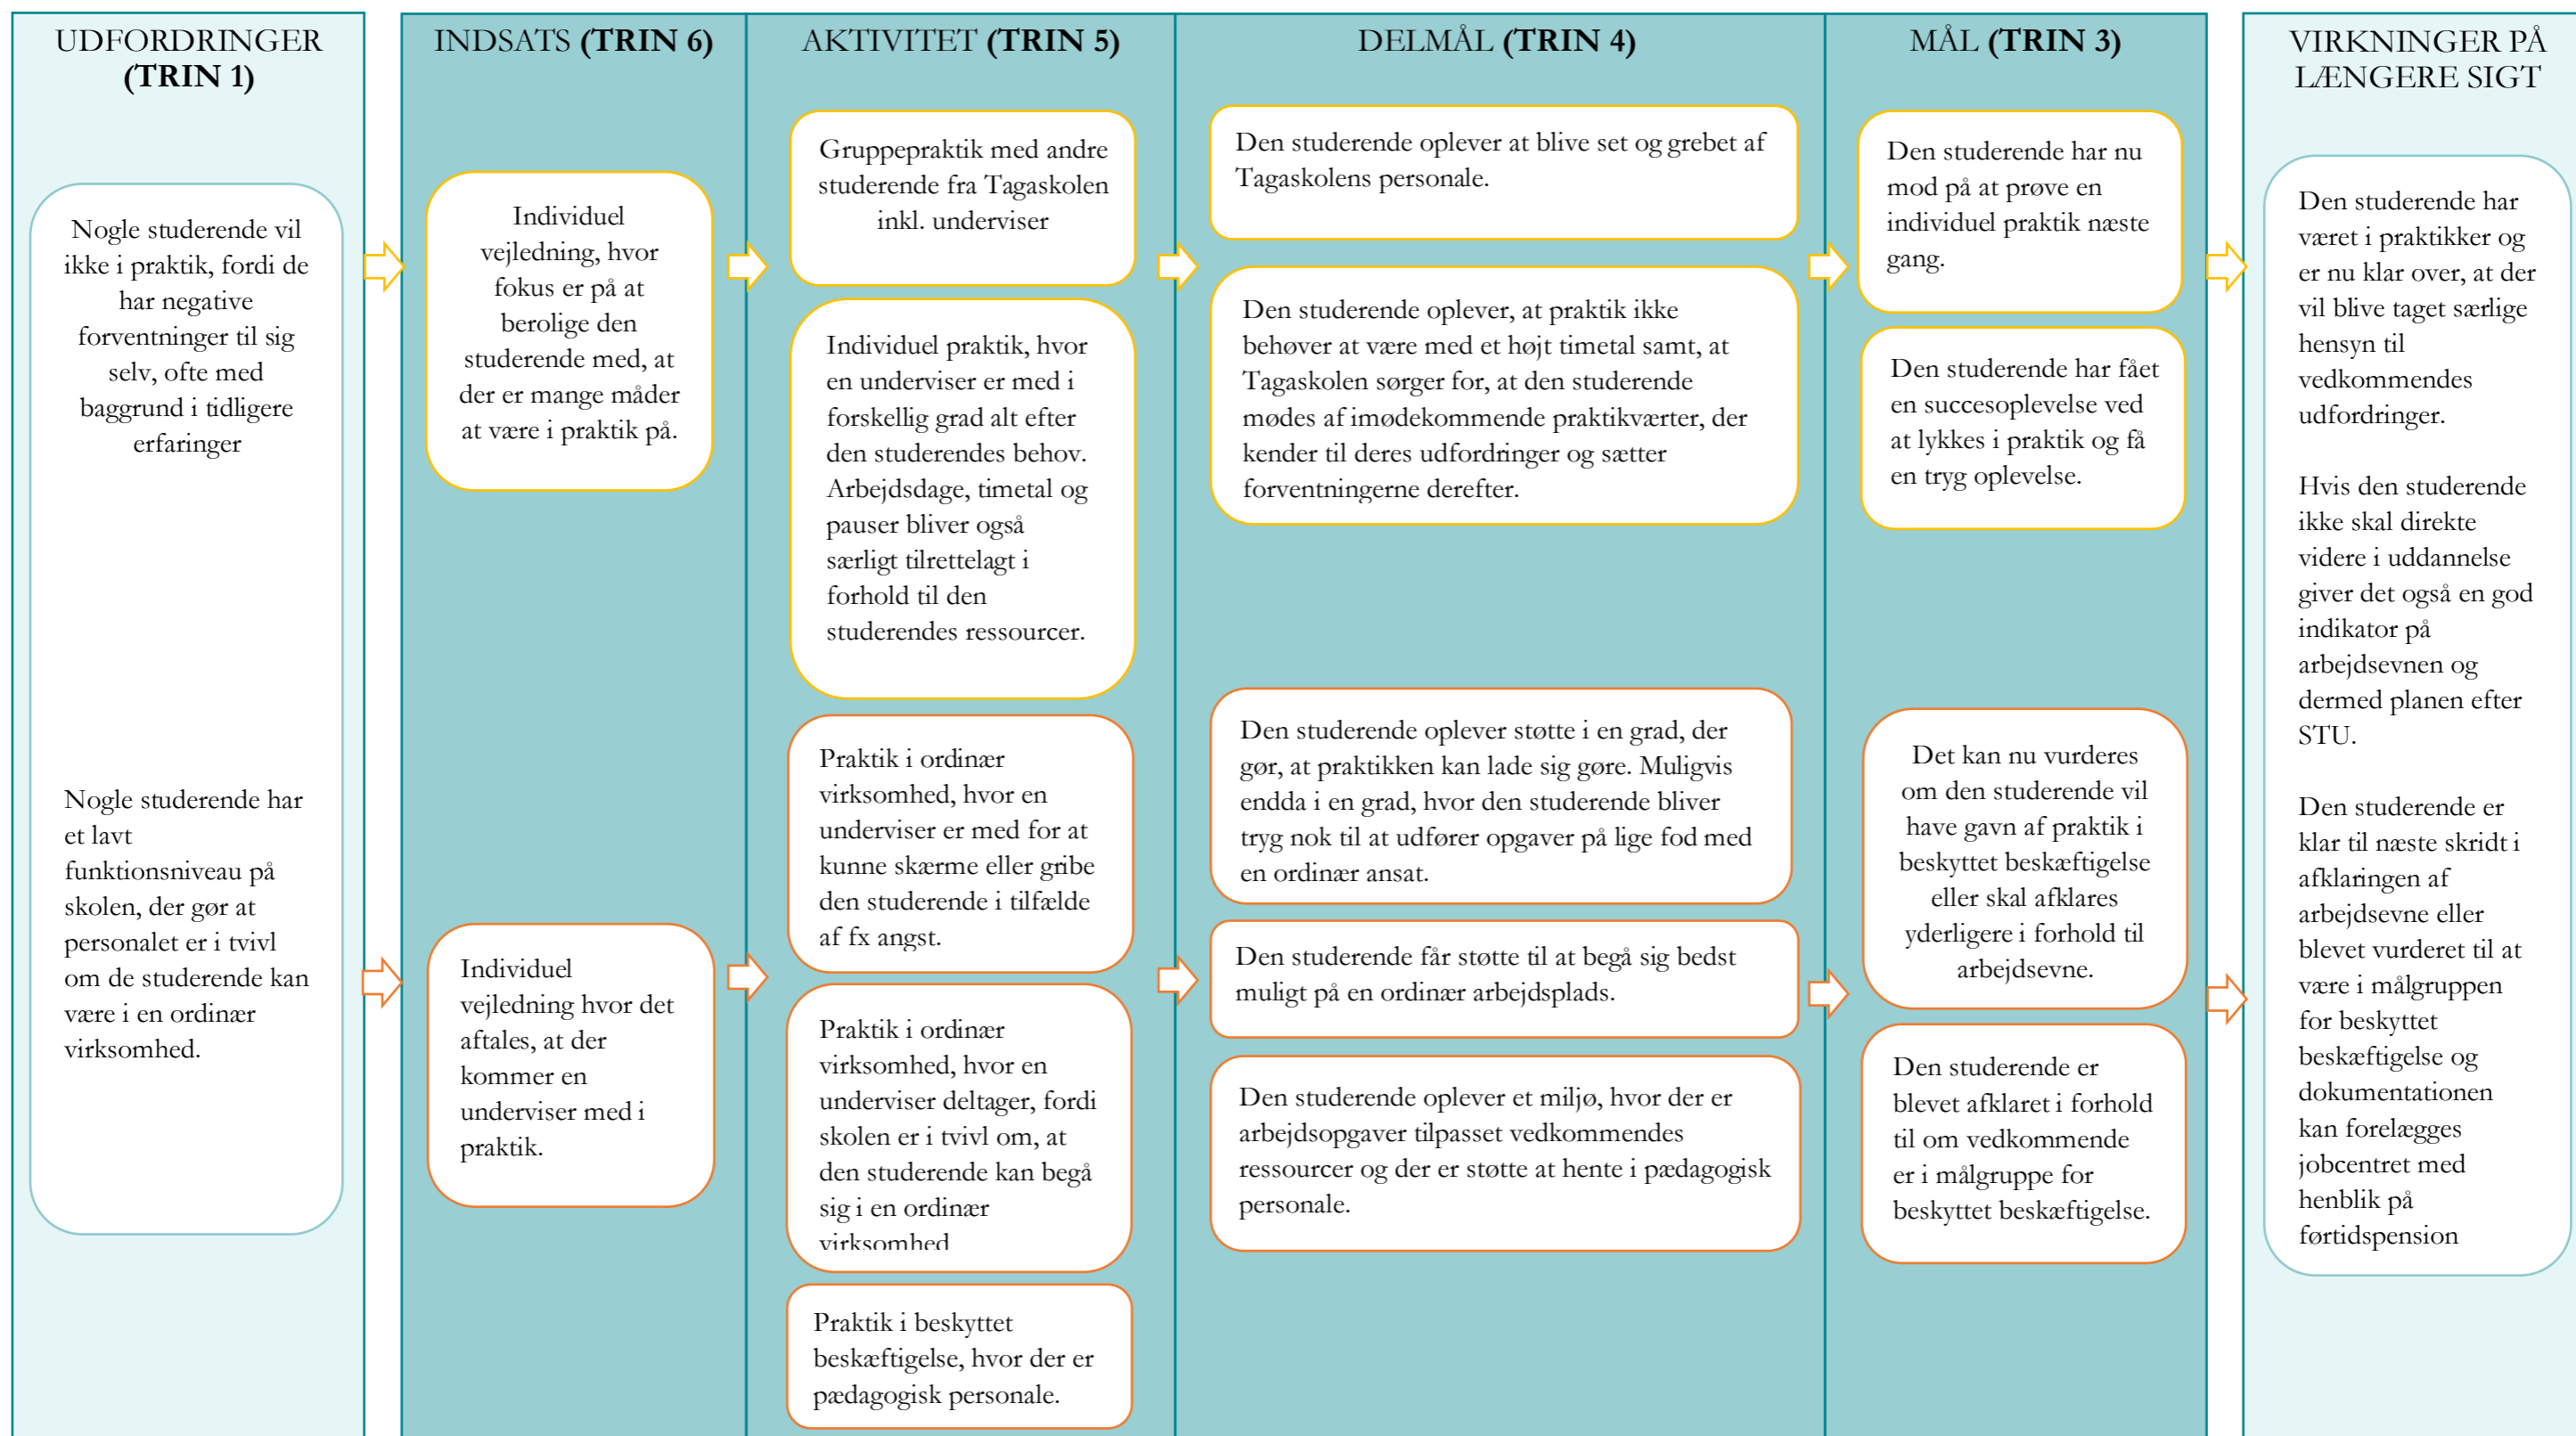 UDFORDRINGER
(TRIN 1)
Nogle studerende vil
ikke i praktik, fordi de
har negative
forventninger til sig
selv, ofte med
baggrund i tidligere
erfaringer
Nogle studerende har
et lavt
funktionsniveau på
skolen, der gør at
personalet er i tvivl
om de studerende kan
være i en ordinær
virksomhed.
INDSATS (TRIN 6)
Individuel
vejledning, hvor
fokus er på at
berolige den
studerende med, at
der er mange måder
at være i praktik på.
Individuel
vejledning hvor det
aftales, at der
kommer en
underviser med i
praktik.
AKTIVITET (TRIN 5)
Gruppepraktik med andre
studerende fra Tagaskolen
inkl. underviser
Individuel praktik, hvor
en underviser er med i
forskellig grad alt efter
den studerendes behov.
Arbejdsdage, timetal og
pauser bliver også
særligt tilrettelagt i
forhold til den
studerendes ressourcer.
Praktik i ordinær
virksomhed, hvor en
underviser er med for at
kunne skærme eller gribe
den studerende i tilfælde
af fx angst.
Praktik i ordinær
virksomhed, hvor en
underviser deltager, fordi
skolen er i tvivl om, at
den studerende kan begå
sig i en ordinær
virksomhed
Praktik i beskyttet
beskæftigelse, hvor der er
pædagogisk personale.
DELMÅL (TRIN 4)
Den studerende oplever at blive set og grebet af
Tagaskolens personale.
Den studerende oplever, at praktik ikke
behøver at være med et højt timetal samt, at
Tagaskolen sørger for, at den studerende
mødes af imødekommende praktikværter, der
kender til deres udfordringer og sætter
forventningerne derefter.
Den studerende oplever støtte i en grad, der
gør, at praktikken kan lade sig gøre. Muligvis
endda i en grad, hvor den studerende bliver
tryg nok til at udfører opgaver på lige fod med
en ordinær ansat.
Den studerende får støtte til at begå sig bedst
muligt på en ordinær arbejdsplads.
Den studerende oplever et miljø, hvor der er
arbejdsopgaver tilpasset vedkommendes
ressourcer og der er støtte at hente i pædagogisk
personale.
MÅL (TRIN 3)
Den studerende har nu
mod på at prøve en
individuel praktik næste
gang.
Den studerende har fået
en succesoplevelse ved
at lykkes i praktik og få
en tryg oplevelse.
Det kan nu vurderes
om den studerende vil
have gavn af praktik i
beskyttet beskæftigelse
eller skal afklares
yderligere i forhold til
arbejdsevne.
Den studerende er
blevet afklaret i forhold
til om vedkommende
er i målgruppe for
beskyttet beskæftigelse.
VIRKNINGER PÅ
LÆNGERE SIGT
Den studerende har
været i praktikker og
er nu klar over, at der
vil blive taget særlige
hensyn til
vedkommendes
udfordringer.
Hvis den studerende
ikke skal direkte
videre i uddannelse
giver det også en god
indikator på
arbejdsevnen og
dermed planen efter
STU.
Den studerende er
klar til næste skridt i
afklaringen af
arbejdsevne eller
blevet vurderet til at
være i målgruppen
for beskyttet
beskæftigelse og
dokumentationen
kan forelægges
jobcentret med
henblik på
førtidspension